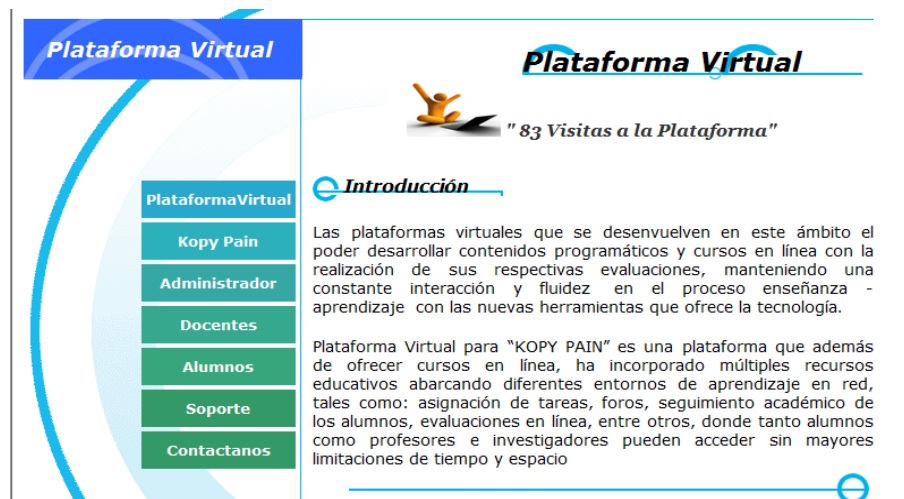 Plataforma Virtual
Plataforma Virtual
" 83 Visitas a la Plataforma"
PlataformaVirtual
Kopy Pain
Administrador
Docentes
Alumnos
Soporte
Contactanos
Introducción
Las plataformas virtuales que se desenvuelven en este ámbito el
poder desarrollar contenidos programáticos y cursos en línea con la
realización de sus respectivas evaluaciones, manteniendo una
constante interacción y fluidez en el proceso enseñanza -
aprendizaje con las nuevas herramientas que ofrece la tecnología.
Plataforma Virtual para “KOPY PAIN” es una plataforma que además
de ofrecer cursos en línea, ha incorporado múltiples recursos
educativos abarcando diferentes entornos de aprendizaje en red,
tales como: asignación de tareas, foros, seguimiento académico de
los alumnos, evaluaciones en línea, entre otros, donde tanto alumnos
como profesores e investigadores pueden acceder sin mayores
limitaciones de tiempo y espacio